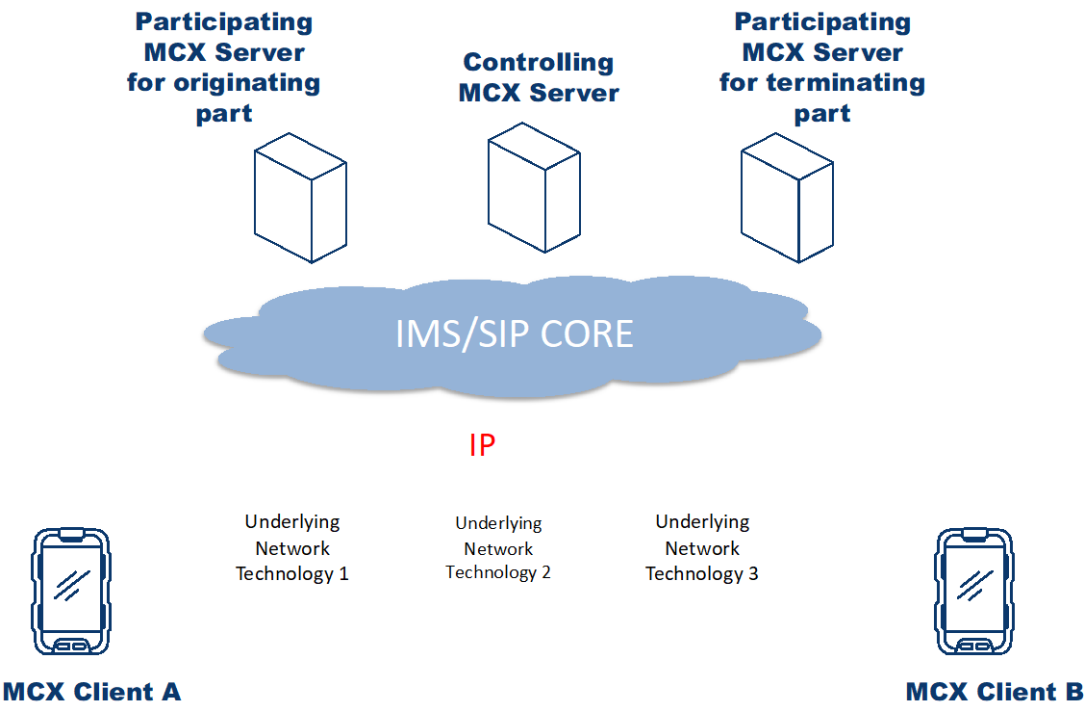 Participating
MCX Server
for originating
part
Controlling
MCX Server
Participating
MCX Server
for terminating
part
IMS/SIP CORE
IP
Underlying
Network
Technology 1
Underlying
Network
Technology 2
Underlying
Network
Technology 3
MCX Client A
MCX Client B